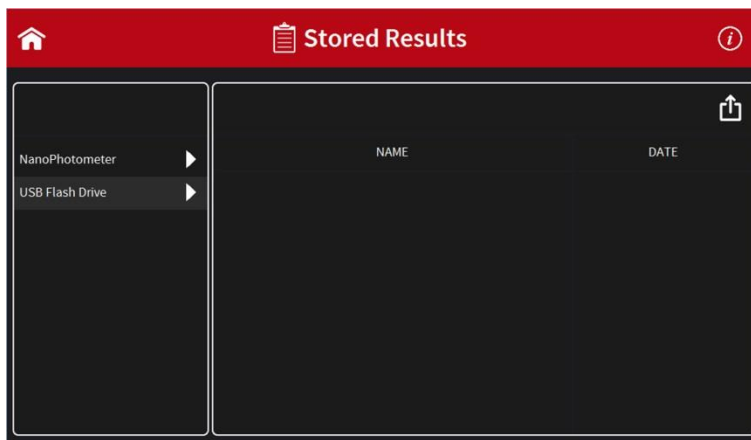 Stored Results
NAME DATE
NanoPhotometer
USB Flash Drive